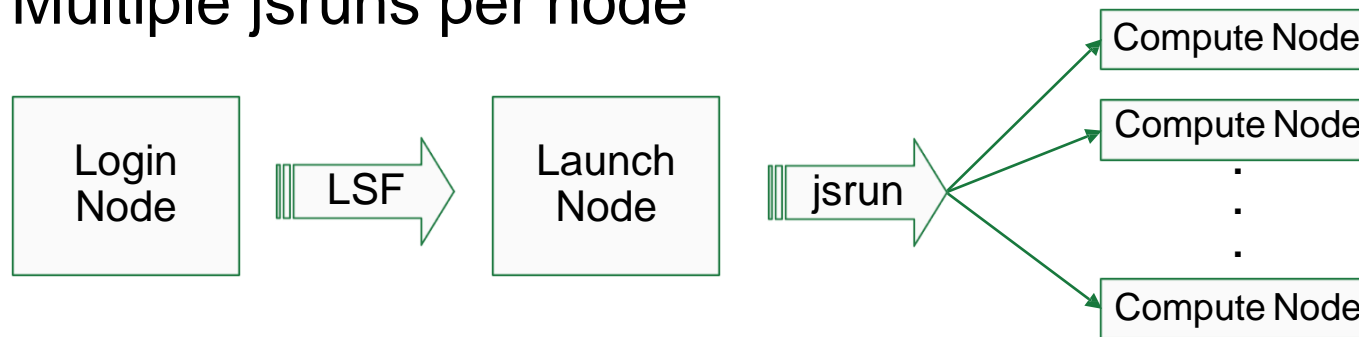 Multiple jsruns per node
Login
Node
LSF
Launch
Node
jsrun
Compute Node
Compute Node
.
.
.
Compute Node